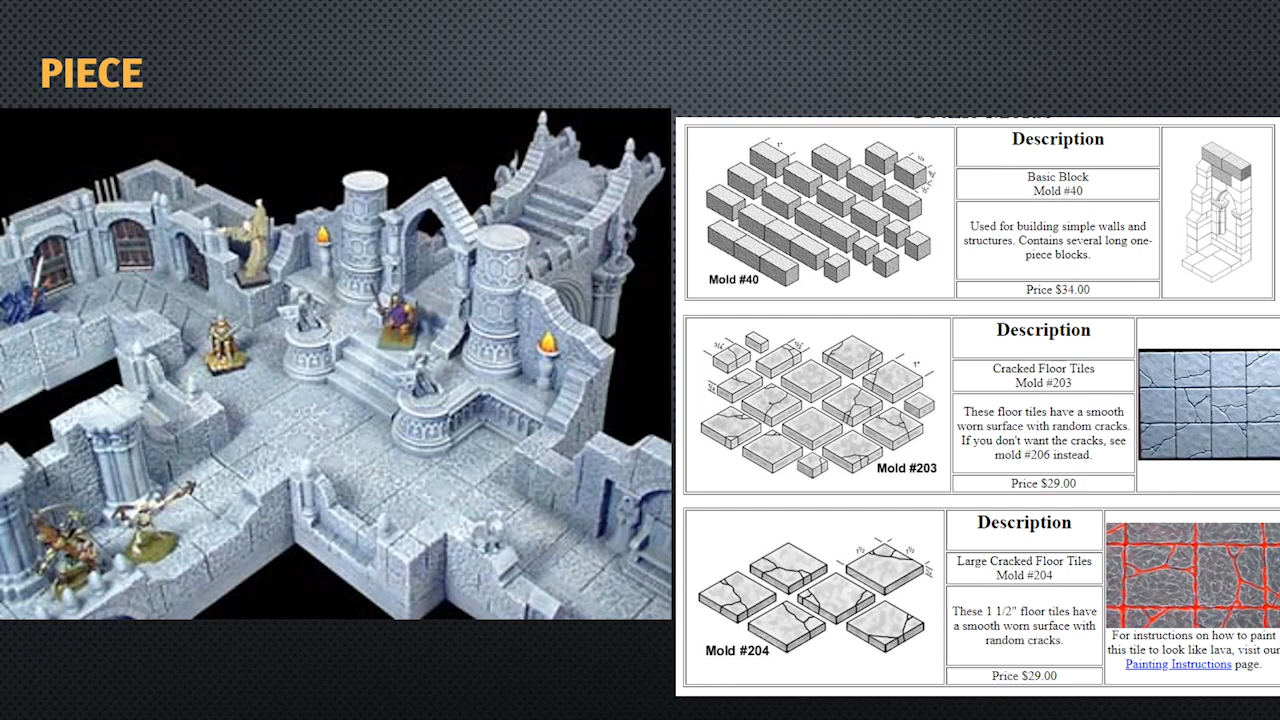 PIECE
Description
Basic Block
Mold #40
Used for building simple walls and
structures. Contains several long one-
piece blocks.
Price $34.00
1"
Mold #40
Description
Cracked Floor Tiles
Mold #203
These floor tiles have a smooth
worn surface with random cracks.
If you don't want the cracks, see
mold #206 instead.
Price $29.00
1"
Mold #203
Description
Large Cracked Floor Tiles
Mold #204
These 1 1/2" floor tiles have
a smooth worn surface with
random cracks.
Price $29.00
Mold #204
For instructions on how to paint
this tile to look like lava, visit our
Painting Instructions page.